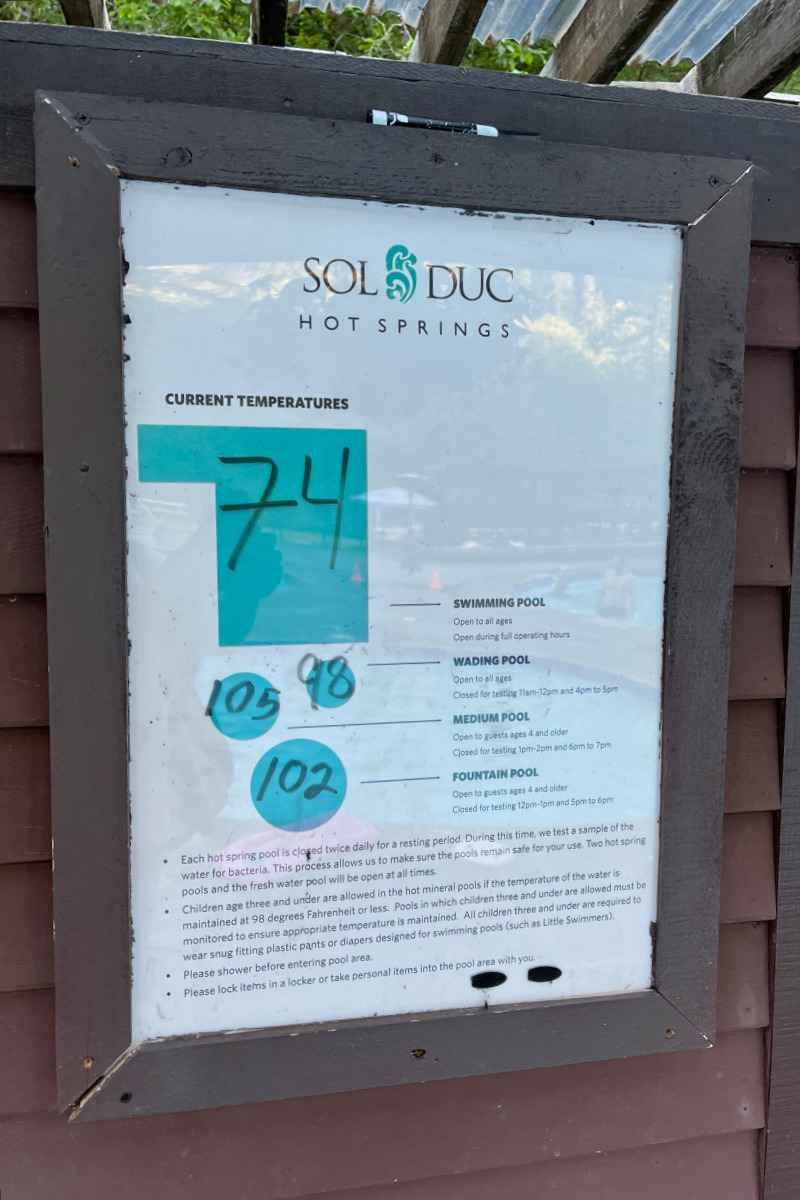 SOL DUC
HOT SPRINGS
CURRENT TEMPERATURES
74
SWIMMING POOL
Open to all ages
Open during full operating hours
98
WADING POOL
Open to all ages
Closed for testing 11am-12pm and 4pm to 5pm
105
MEDIUM POOL
Open to guests ages 4 and older
Closed for testing 1pm-2pm and 6pm to 7pm
102
FOUNTAIN POOL
Open to guests ages 4 and older
Closed for testing 12pm-1pm and 5pm to 6pm
• Each hot spring pool is closed twice daily for a resting period. During this time, we test a sample of the
water for bacteria. This process allows us to make sure the pools remain safe for your use. Two hot spring
pools and the fresh water pool will be open at all times.
• Children age three and under are allowed in the hot mineral pools if the temperature of the water is
maintained at 98 degrees Fahrenheit or less. Pools in which children three and under are allowed must be
monitored to ensure appropriate temperature is maintained. All children three and under are required to
wear snug fitting plastic pants or diapers designed for swimming pools (such as Little Swimmers).
• Please shower before entering pool area.
• Please lock items in a locker or take personal items into the pool area with you.